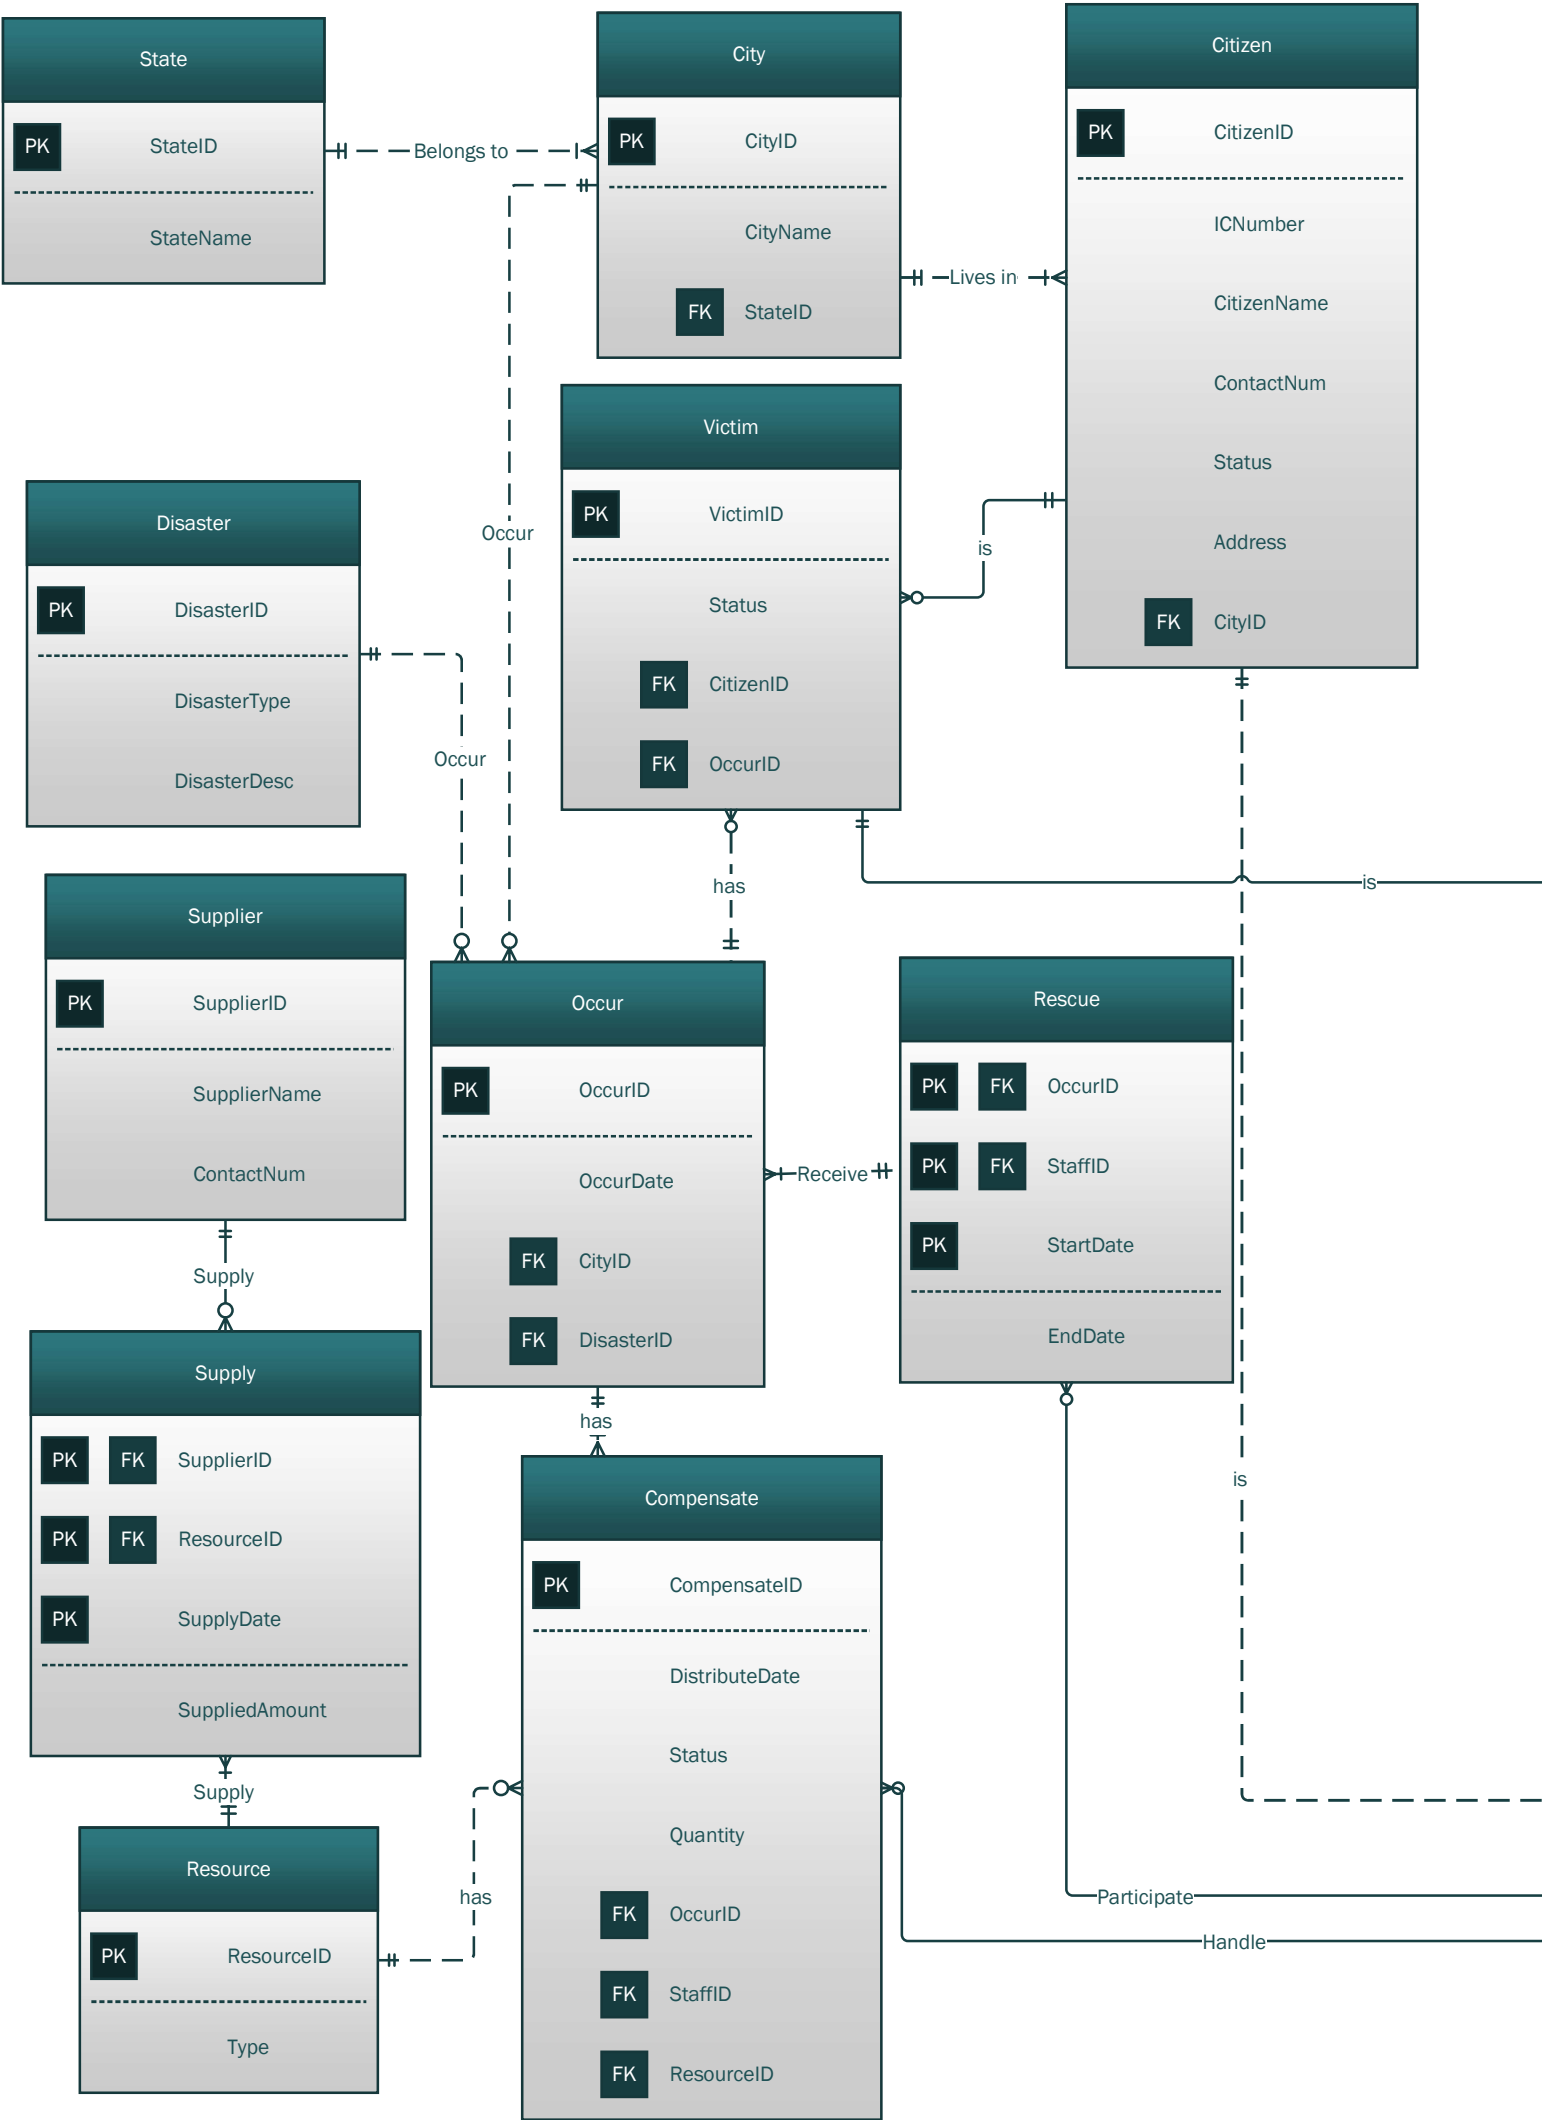 State
PK StateID
StateName
Belongs to
City
PK CityID
CityName
FK StateID
Lives in
Citizen
PK CitizenID
ICNumber
CitizenName
ContactNum
Status
Address
FK CityID
Victim
PK VictimID
Status
FK CitizenID
FK OccurID
is
Occur
Disaster
PK DisasterID
DisasterType
DisasterDesc
Occur
has
is
Supplier
PK SupplierID
SupplierName
ContactNum
Supply
Occur
PK OccurID
OccurDate
FK CityID
FK DisasterID
Receive
Rescue
PK FK OccurID
PK FK StaffID
PK StartDate
EndDate
has
is
Supply
PK FK SupplierID
PK FK ResourceID
PK SupplyDate
SuppliedAmount
Supply
Resource
PK ResourceID
Type
has
Compensate
PK CompensateID
DistributeDate
Status
Quantity
FK OccurID
FK StaffID
FK ResourceID
Participate
Handle